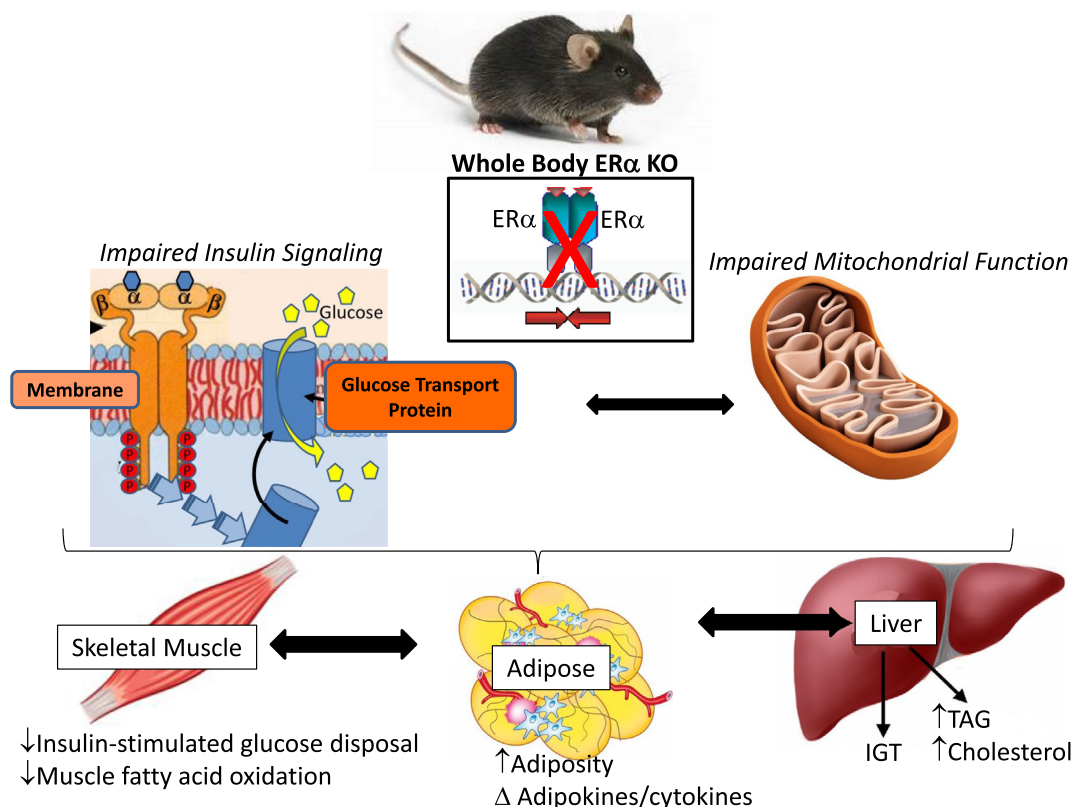 Whole Body ERα KO
ERα
ERα
Impaired Insulin Signaling
Impaired Mitochondrial Function
β
α
α
β
Glucose
Membrane
Glucose Transport
Protein
P
P
P
P
P
P
P
P
Skeletal Muscle
Adipose
Liver
↓Insulin-stimulated glucose disposal
↓Muscle fatty acid oxidation
↑Adiposity
Δ Adipokines/cytokines
IGT
↑TAG
↑Cholesterol